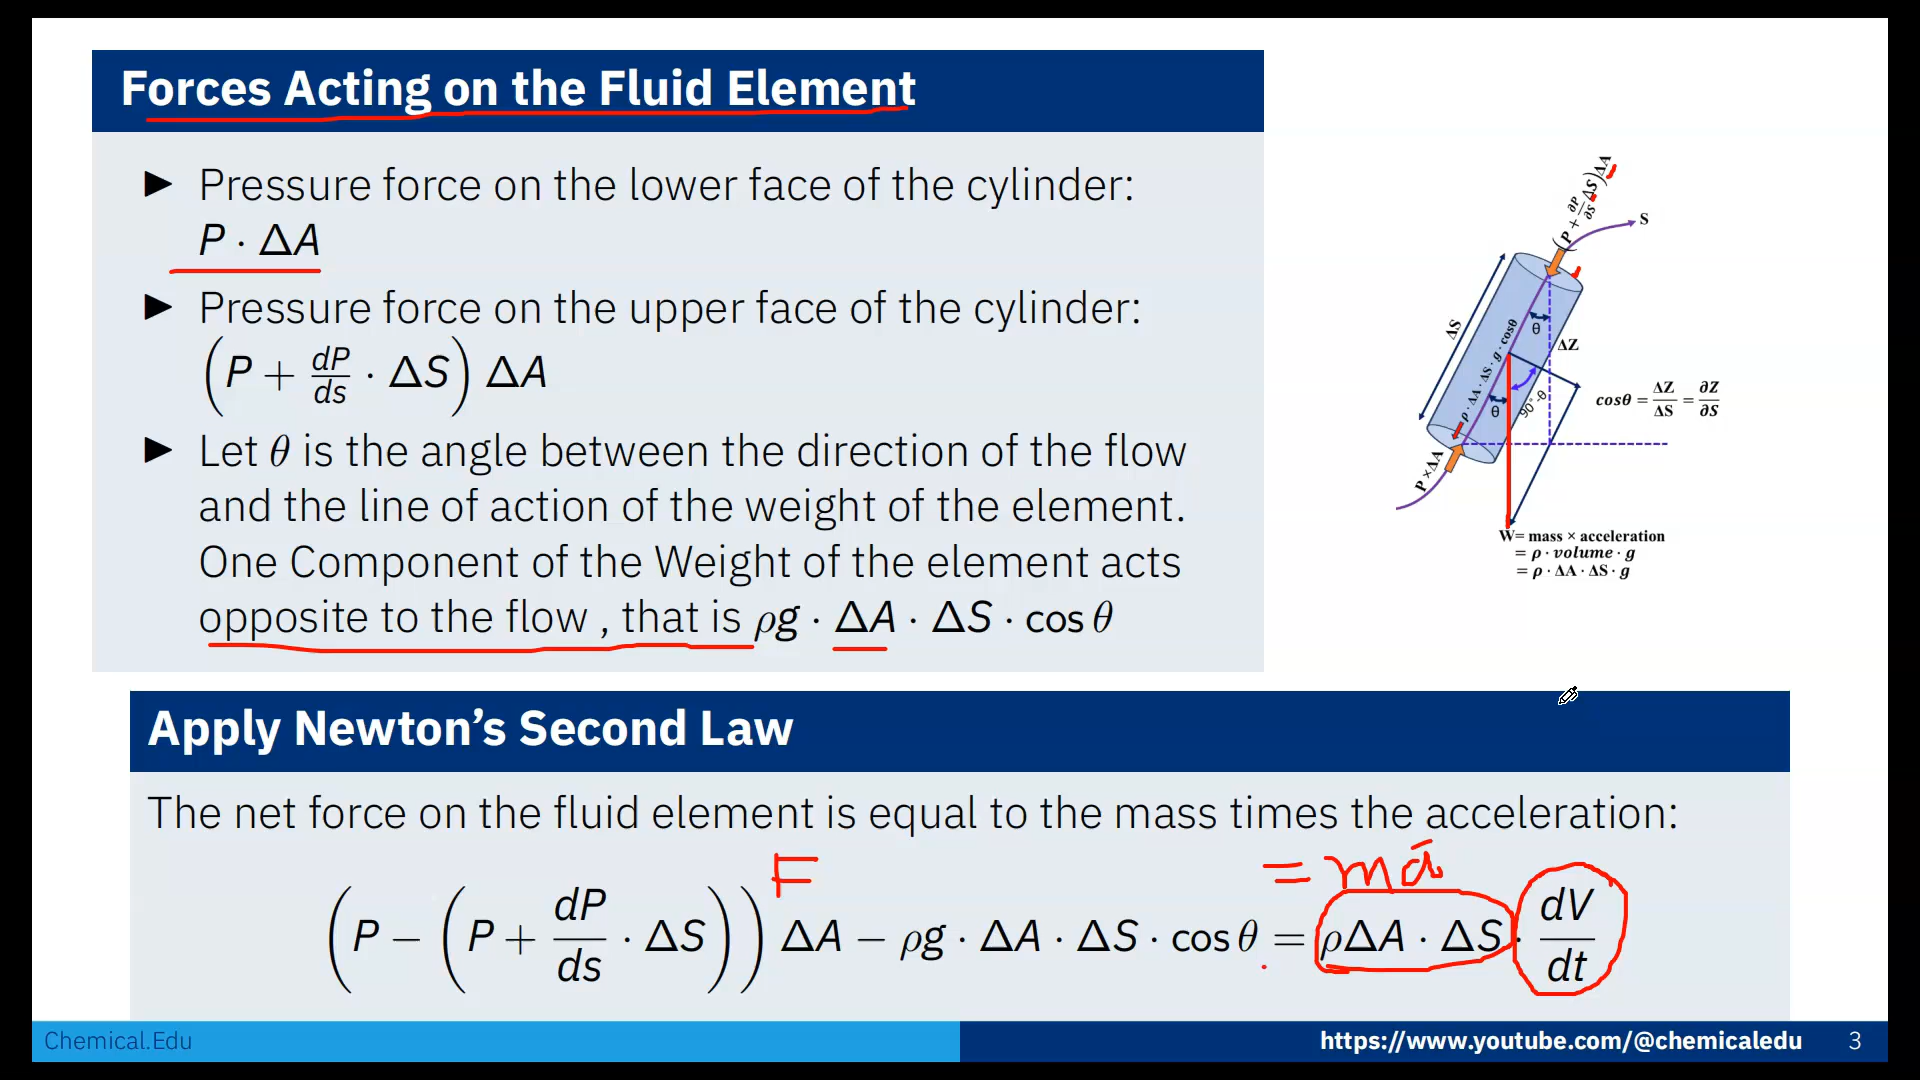 Forces Acting on the Fluid Element
► Pressure force on the lower face of the cylinder:
P · ΔA
► Pressure force on the upper face of the cylinder:
(P + dP/ds · ΔS) ΔA
► Let θ is the angle between the direction of the flow
and the line of action of the weight of the element.
One Component of the Weight of the element acts
opposite to the flow , that is ρg · ΔA · ΔS · cos θ
(P + ∂P/∂S ΔS) ΔA
S
ΔS
ρ · ΔA · ΔS · g · cosθ
θ
ΔZ
θ
90°-θ
cosθ = ΔZ/ΔS = ∂Z/∂S
P × ΔA
W= mass × acceleration
= ρ · volume · g
= ρ · ΔA · ΔS · g
Apply Newton’s Second Law
The net force on the fluid element is equal to the mass times the acceleration:
F = ma
(P − (P + dP/ds · ΔS)) ΔA − ρg · ΔA · ΔS · cos θ = ρΔA · ΔS · dV/dt
Chemical.Edu
https://www.youtube.com/@chemicaledu 3